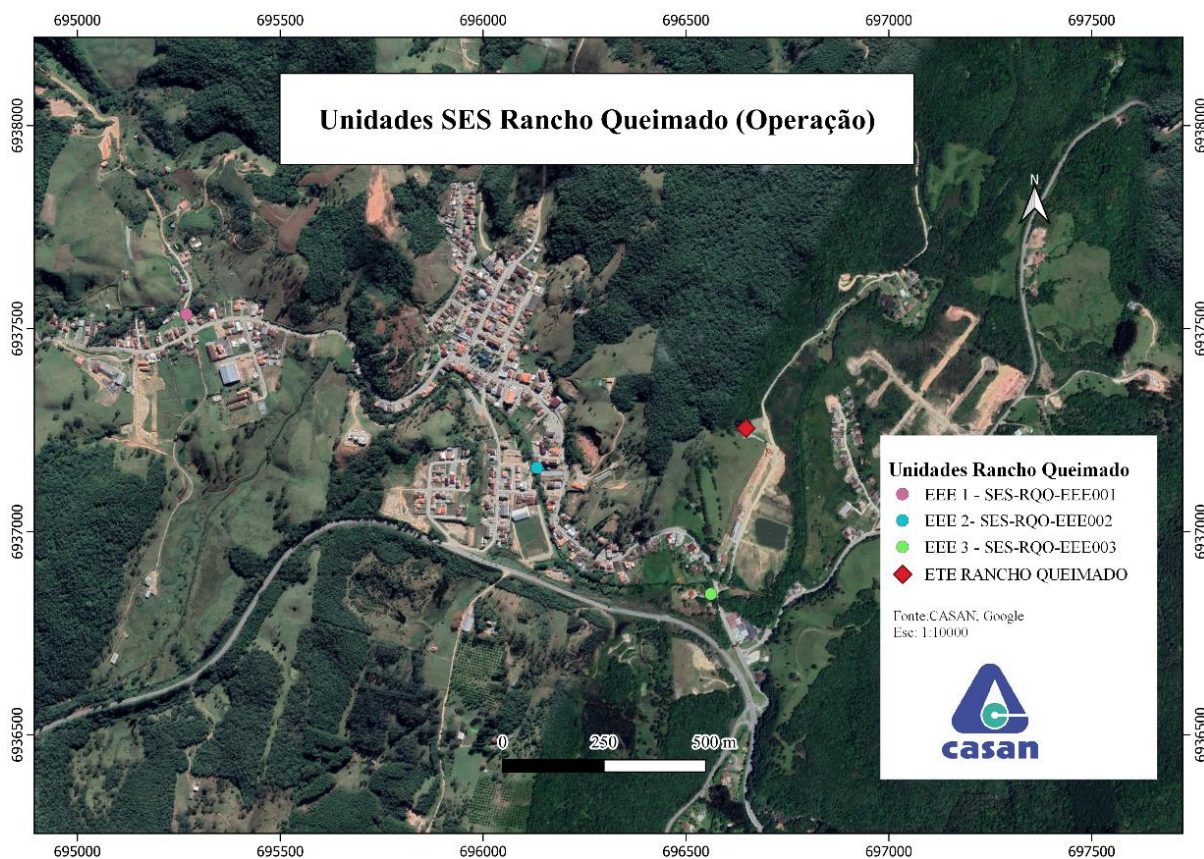 695000 695500 696000 696500 697000 697500
Unidades SES Rancho Queimado (Operação)
6938000 6938000
N
6937500 6937500
Unidades Rancho Queimado
EEE 1 - SES-RQO-EEE001
EEE 2- SES-RQO-EEE002
6937000 6937000
EEE 3 - SES-RQO-EEE003
ETE RANCHO QUEIMADO
Fonte:CASAN, Google
Esc: 1:10000
casan
6936500 6936500
0 250 500 m
695000 695500 696000 696500 697000 697500